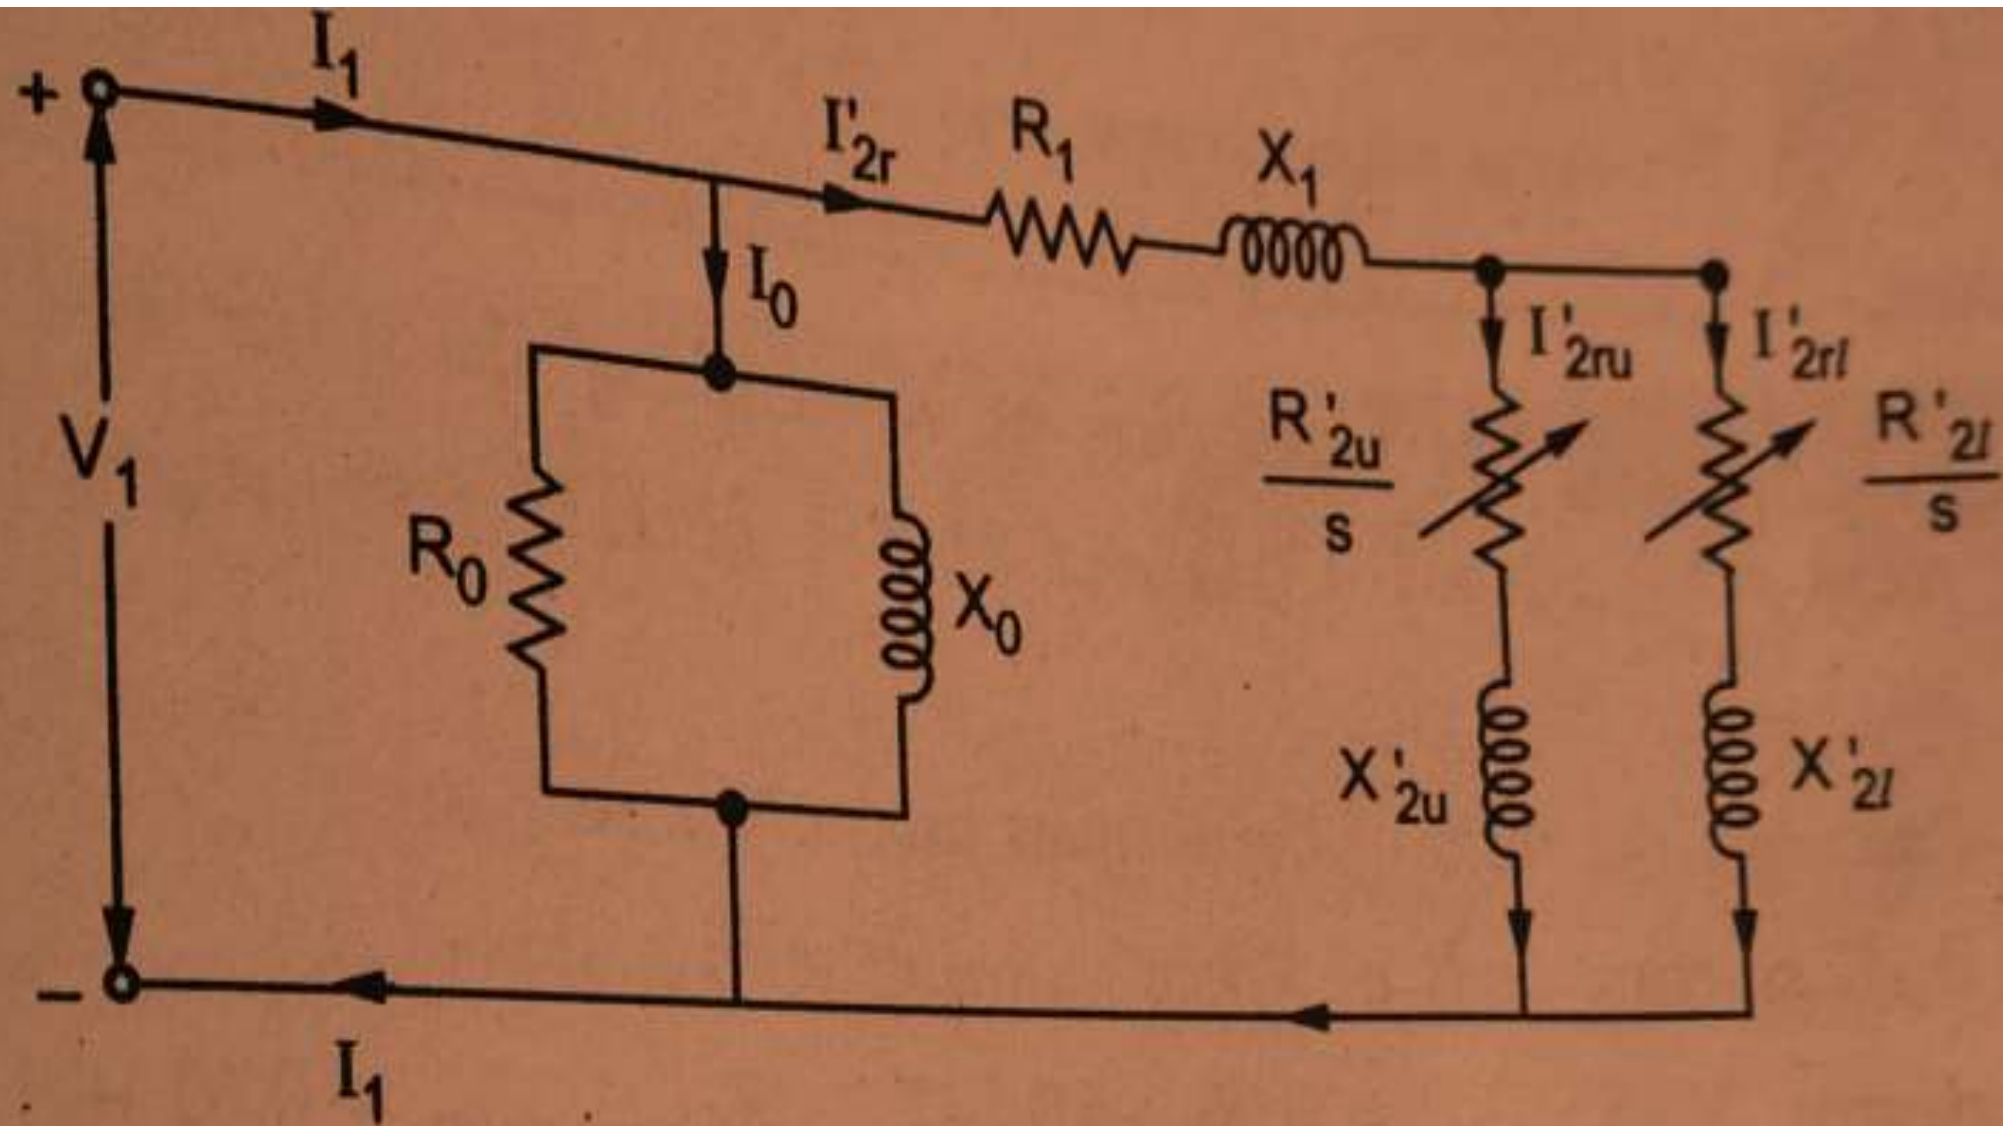 I₁
+
I'₂r
R₁
X₁
I₀
I'₂ru
I'₂rl
V₁
R'₂u
s
R'₂l
s
R₀
X₀
X'₂u
X'₂l
−
I₁